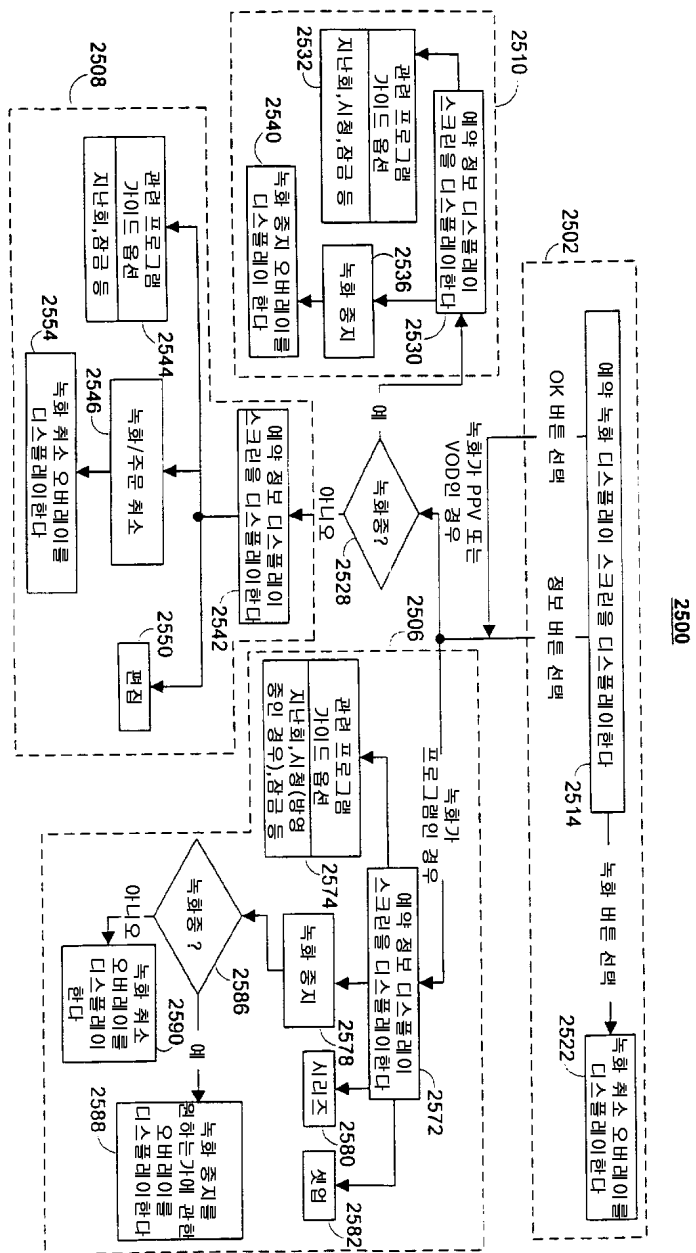 2500
2502
예약 녹화 디스플레이 스크린을 디스플레이한다
2514
OK 버튼 선택
정보 버튼 선택
녹화 버튼 선택
녹화 취소 오버레이를
디스플레이한다
2522
녹화가 PPV 또는
VOD인 경우
녹화중?
2528
예
아니오
2510
예약 정보 디스플레이
스크린을 디스플레이한다
2530
관련 프로그램
가이드 옵션
지난회,시청,잠금 등
2532
녹화 중지
2536
녹화 중지 오버레이를
디스플레이 한다
2540
2508
예약 정보 디스플레이
스크린을 디스플레이한다
2542
관련 프로그램
가이드 옵션
지난회,잠금 등
2544
녹화/주문 취소
2546
녹화 취소 오버레이를
디스플레이한다
2554
편집
2550
2506
녹화가
프로그램인 경우
예약 정보 디스플레이
스크린을 디스플레이한다
2572
관련 프로그램
가이드 옵션
지난회,시청(방영
중인 경우),잠금 등
2574
녹화 중지
2578
시리즈
2580
셋업
2582
녹화중 ?
2586
아니오
예
녹화 취소
오버레이를
디스플레이
한다
2590
녹화 중지를
원하는가에 관한
오버레이를
디스플레이한다
2588